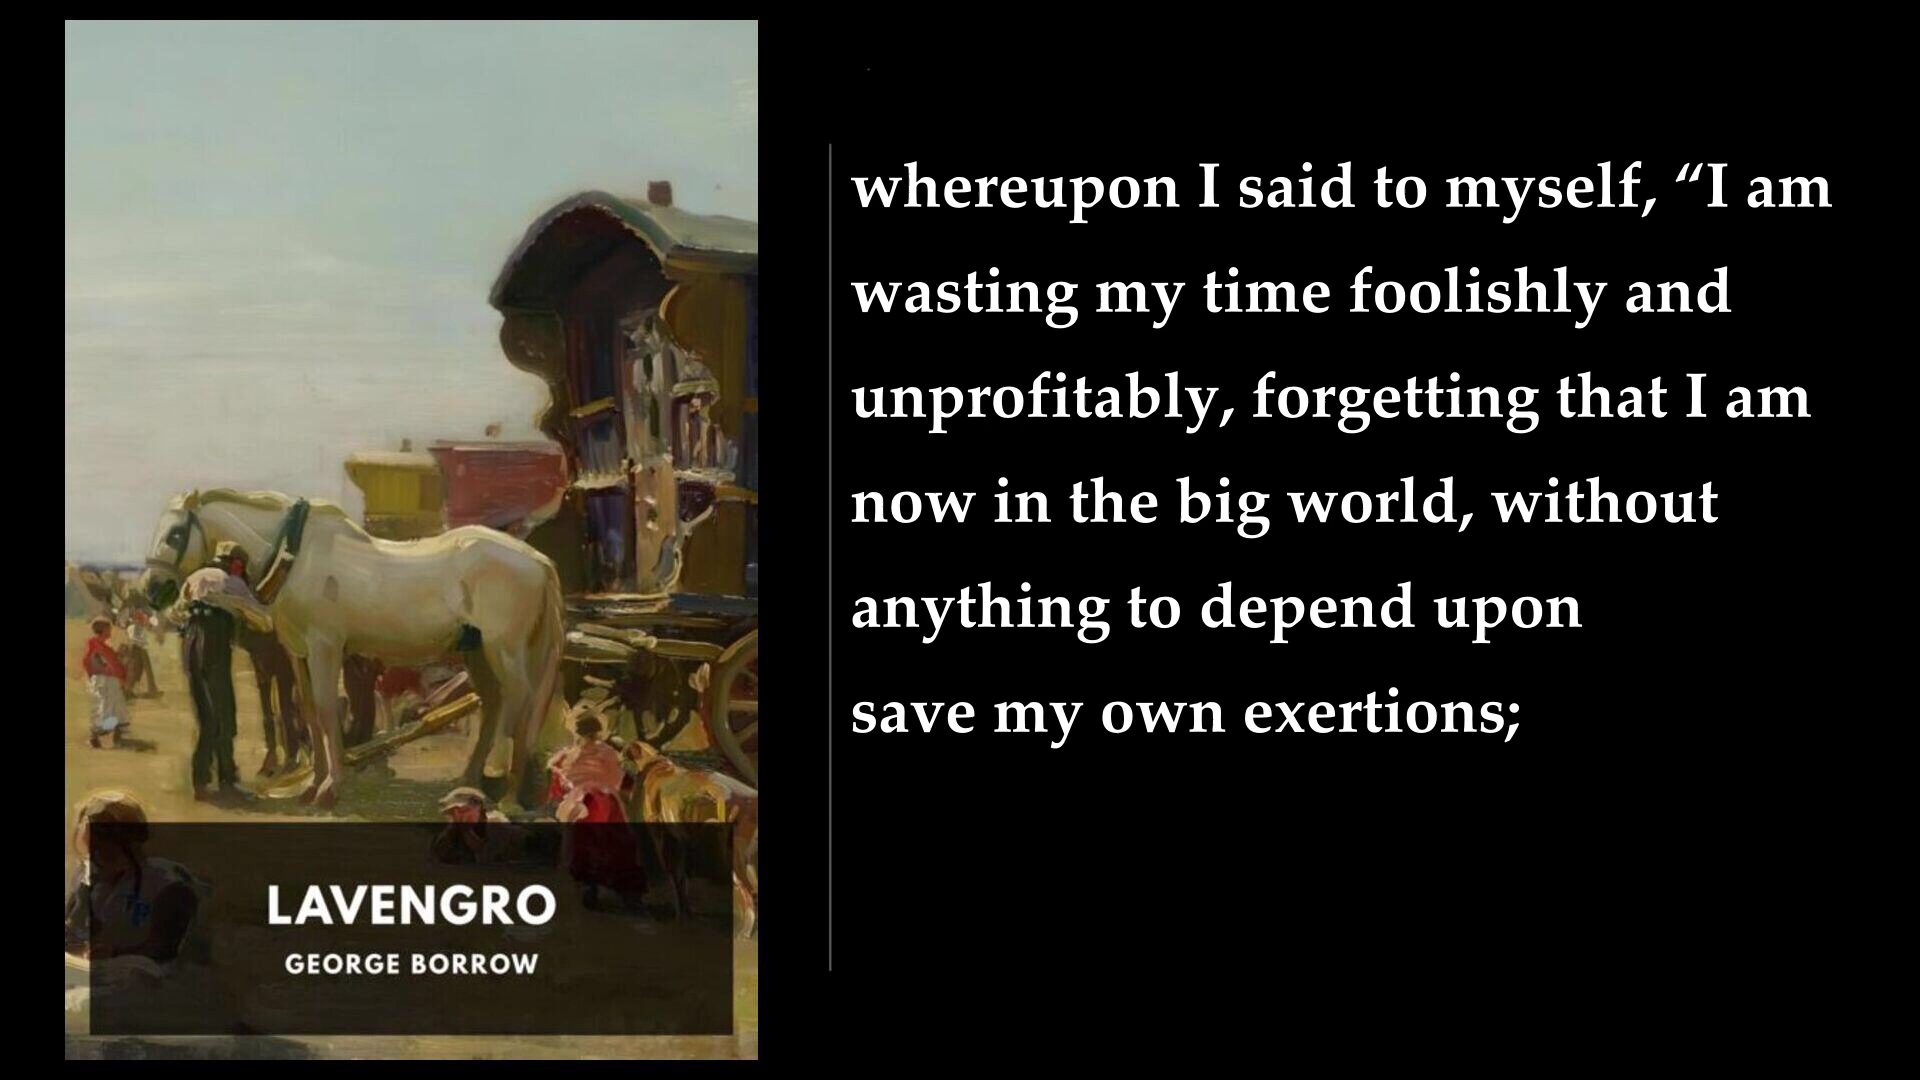 LAVENGRO
GEORGE BORROW
whereupon I said to myself, “I am
wasting my time foolishly and
unprofitably, forgetting that I am
now in the big world, without
anything to depend upon
save my own exertions;